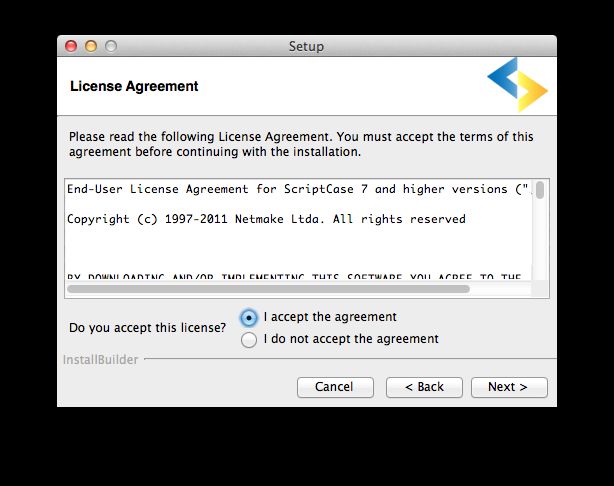 Setup
License Agreement
Please read the following License Agreement. You must accept the terms of this
agreement before continuing with the installation.
End-User License Agreement for ScriptCase 7 and higher versions ("
Copyright (c) 1997-2011 Netmake Ltda. All rights reserved
BY DOWNLOADING AND/OR IMPLEMENTING THIS SOFTWARE YOU AGREE TO THE
Do you accept this license?
I accept the agreement
I do not accept the agreement
InstallBuilder
Cancel
< Back
Next >